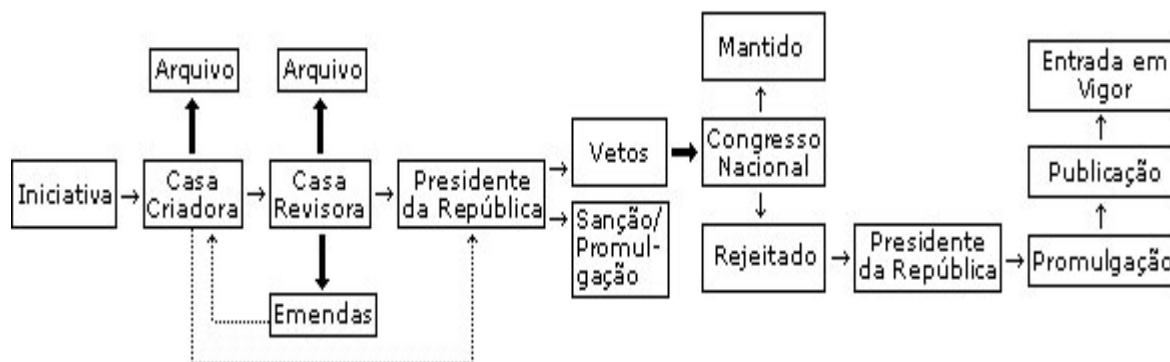 Iniciativa
Arquivo
Casa
Criadora
Arquivo
Casa
Revisora
Emendas
Presidente
da República
Vetos
Sanção/
Promul-
gação
Mantido
Congresso
Nacional
Rejeitado
Presidente
da República
Promulgação
Publicação
Entrada em
Vigor